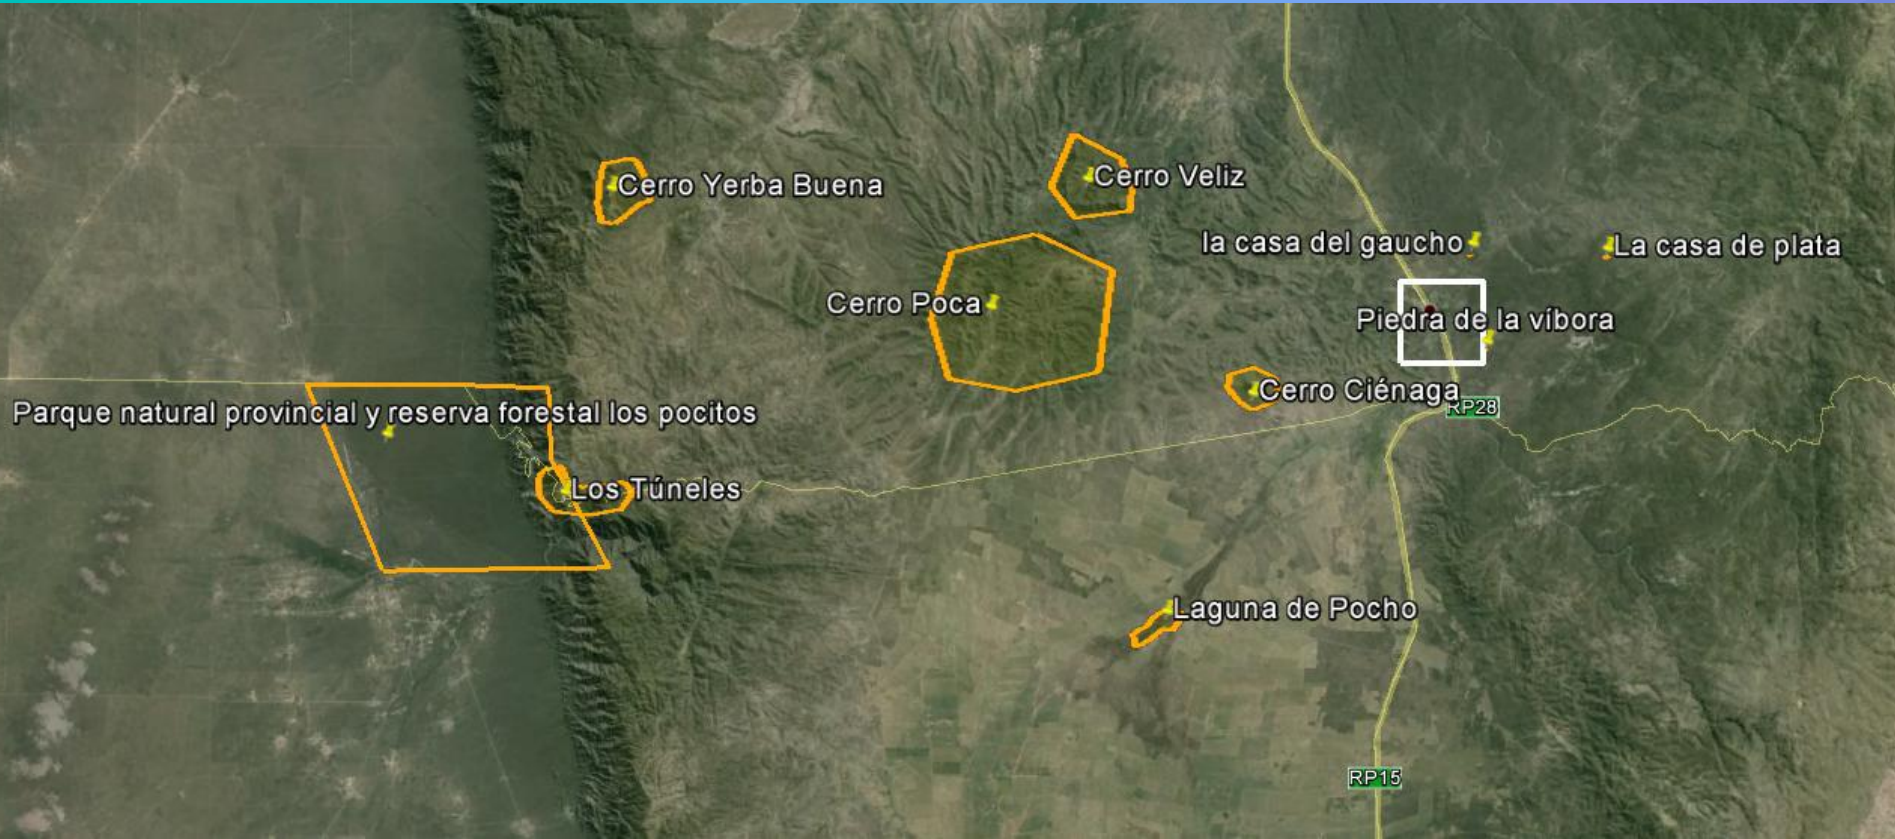 Cerro Veliz
Cerro Yerba Buena
la casa del gaucho
La casa de plata
Cerro Poca
Piedra de la víbora
Cerro Ciénaga
RP28
Parque natural provincial y reserva forestal los pocitos
Los Túneles
Laguna de Pocho
RP15